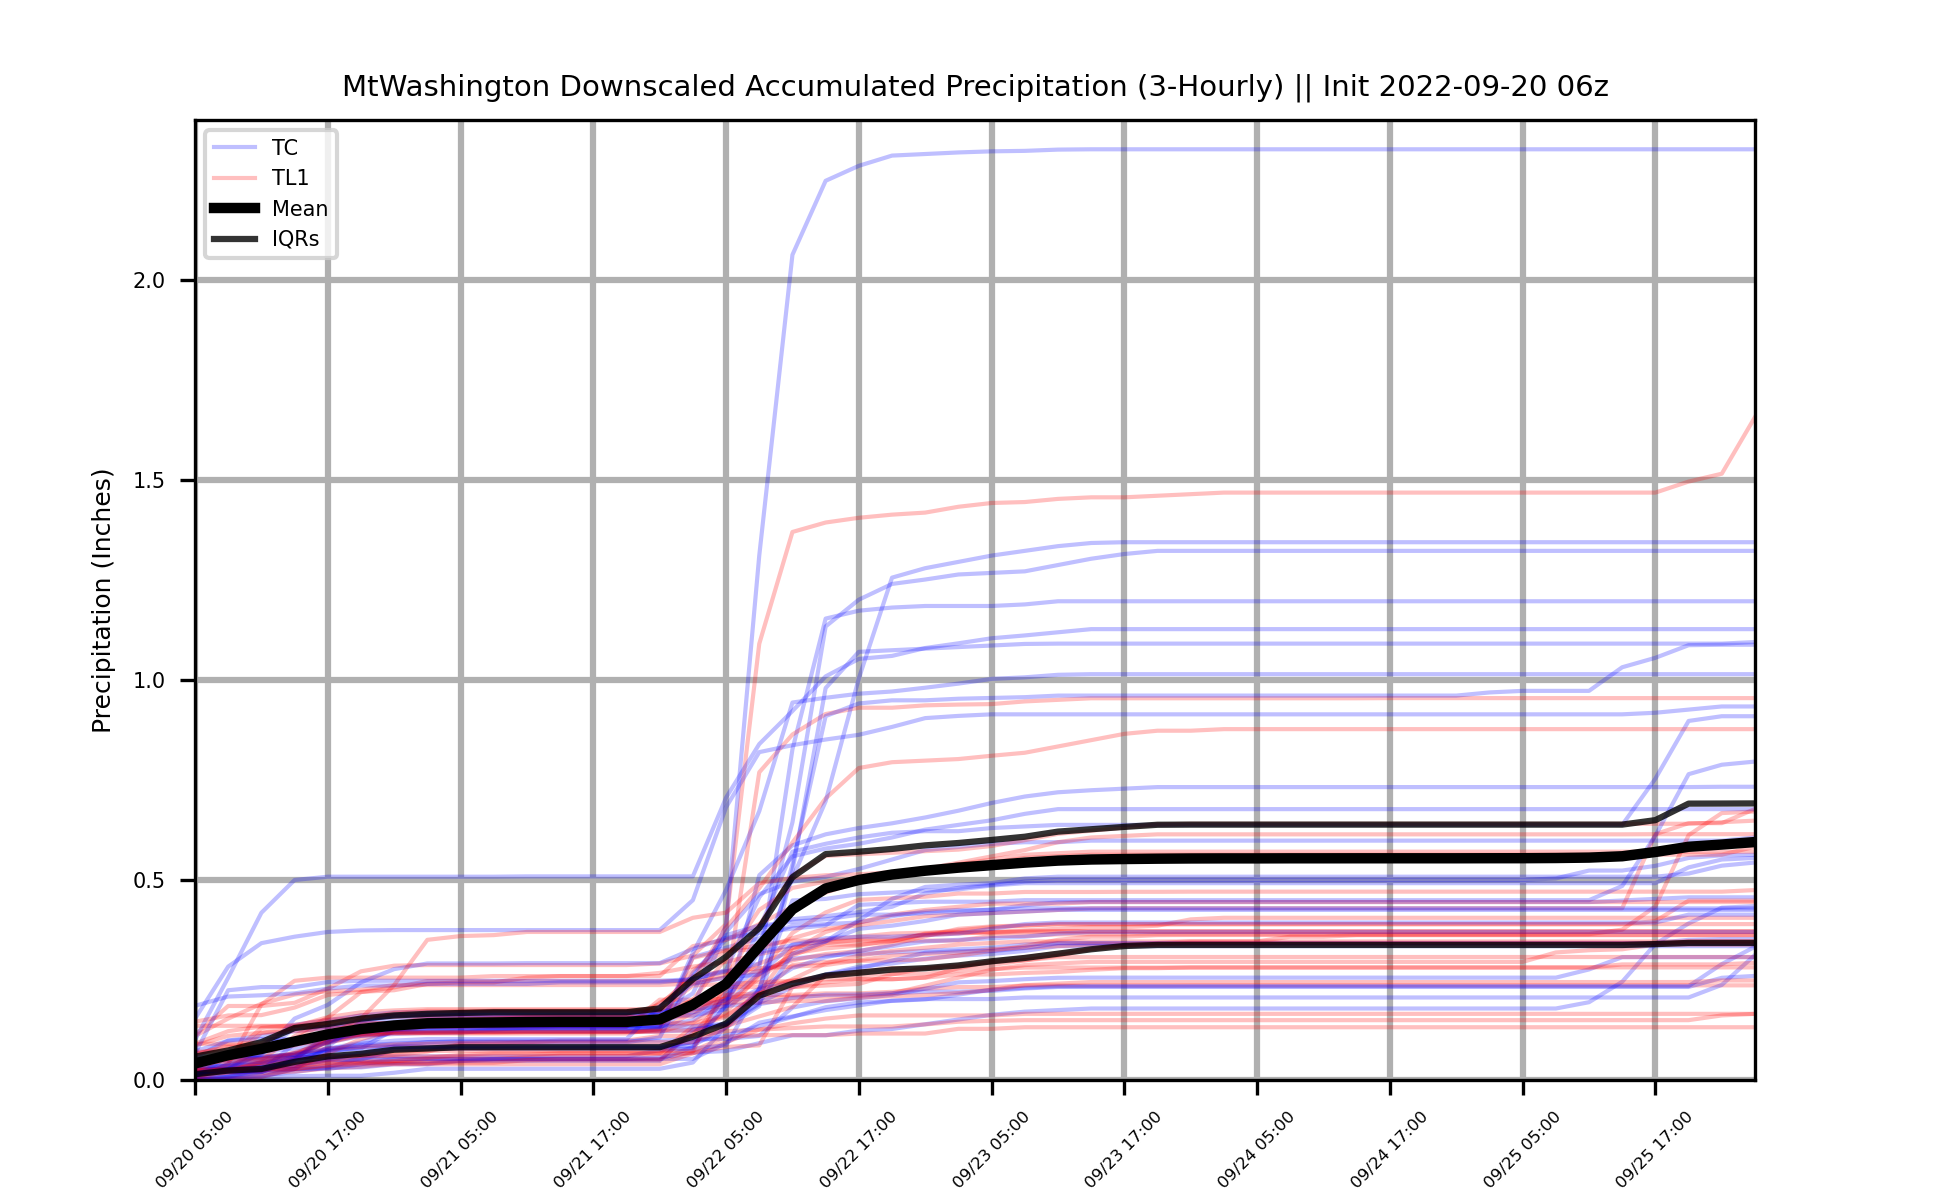 MtWashington Downscaled Accumulated Precipitation (3-Hourly) || Init 2022-09-20 06z
TC
TL1
Mean
IQRs
Precipitation (Inches)
2.0
1.5
1.0
0.5
0.0
09/20 05:00
09/20 17:00
09/21 05:00
09/21 17:00
09/22 05:00
09/22 17:00
09/23 05:00
09/23 17:00
09/24 05:00
09/24 17:00
09/25 05:00
09/25 17:00